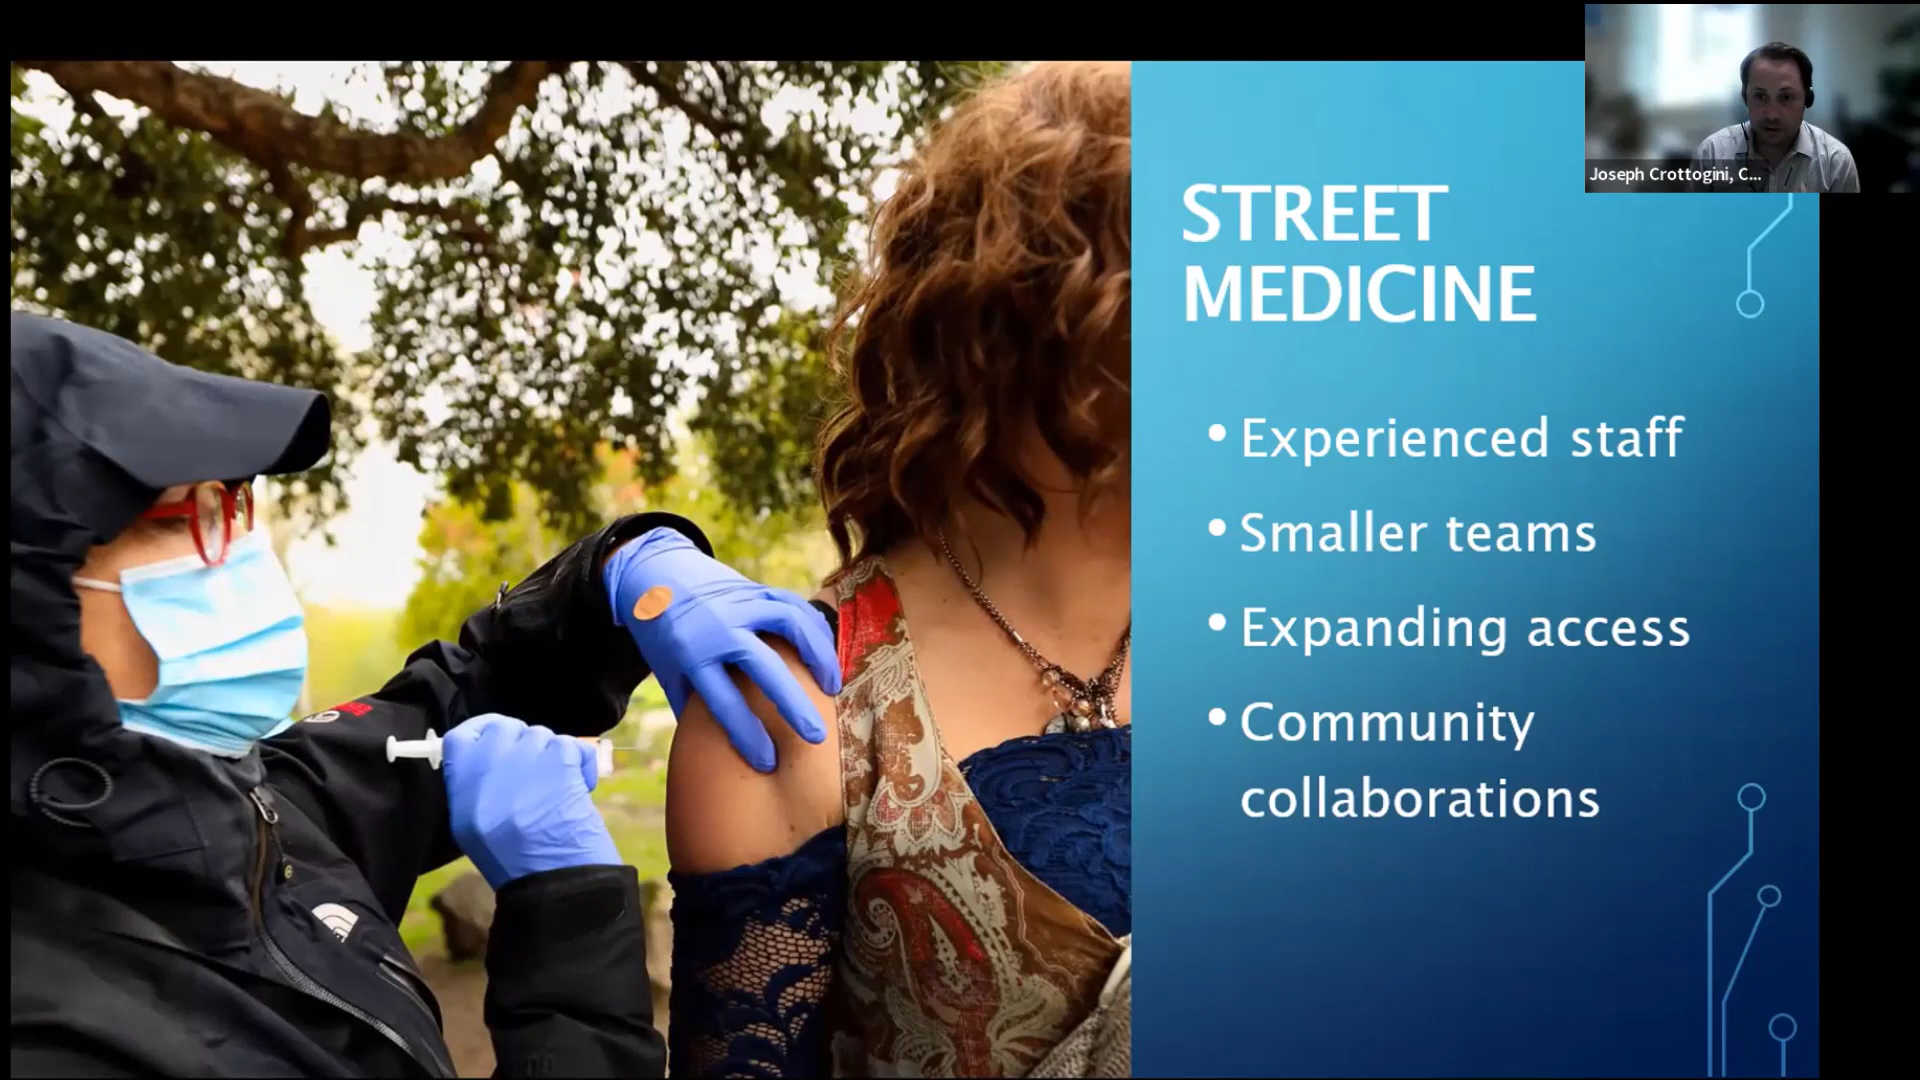 Joseph Crottogini, C...
STREET
MEDICINE
• Experienced staff
• Smaller teams
• Expanding access
• Community
collaborations